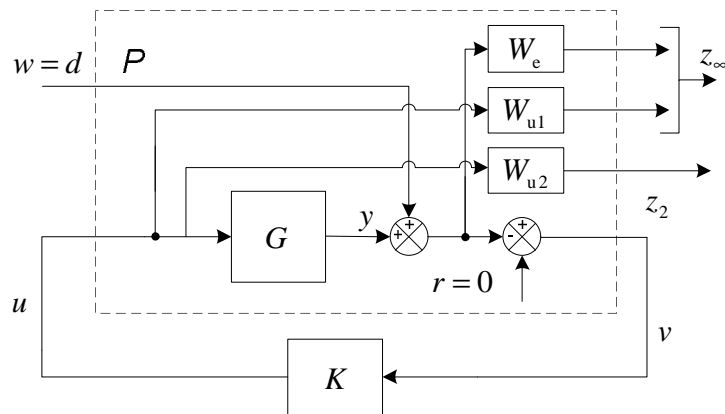 W_e
z_∞
w = d
P
W_u1
W_u2
z_2
y
+
+
G
-
+
r = 0
u
v
K